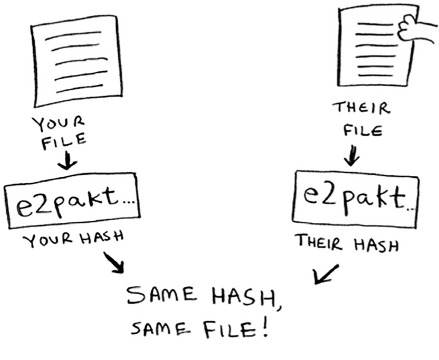 YOUR
FILE
THEIR
FILE
e2pakt...
e2pakt...
YOUR HASH
THEIR HASH
SAME HASH,
SAME FILE!